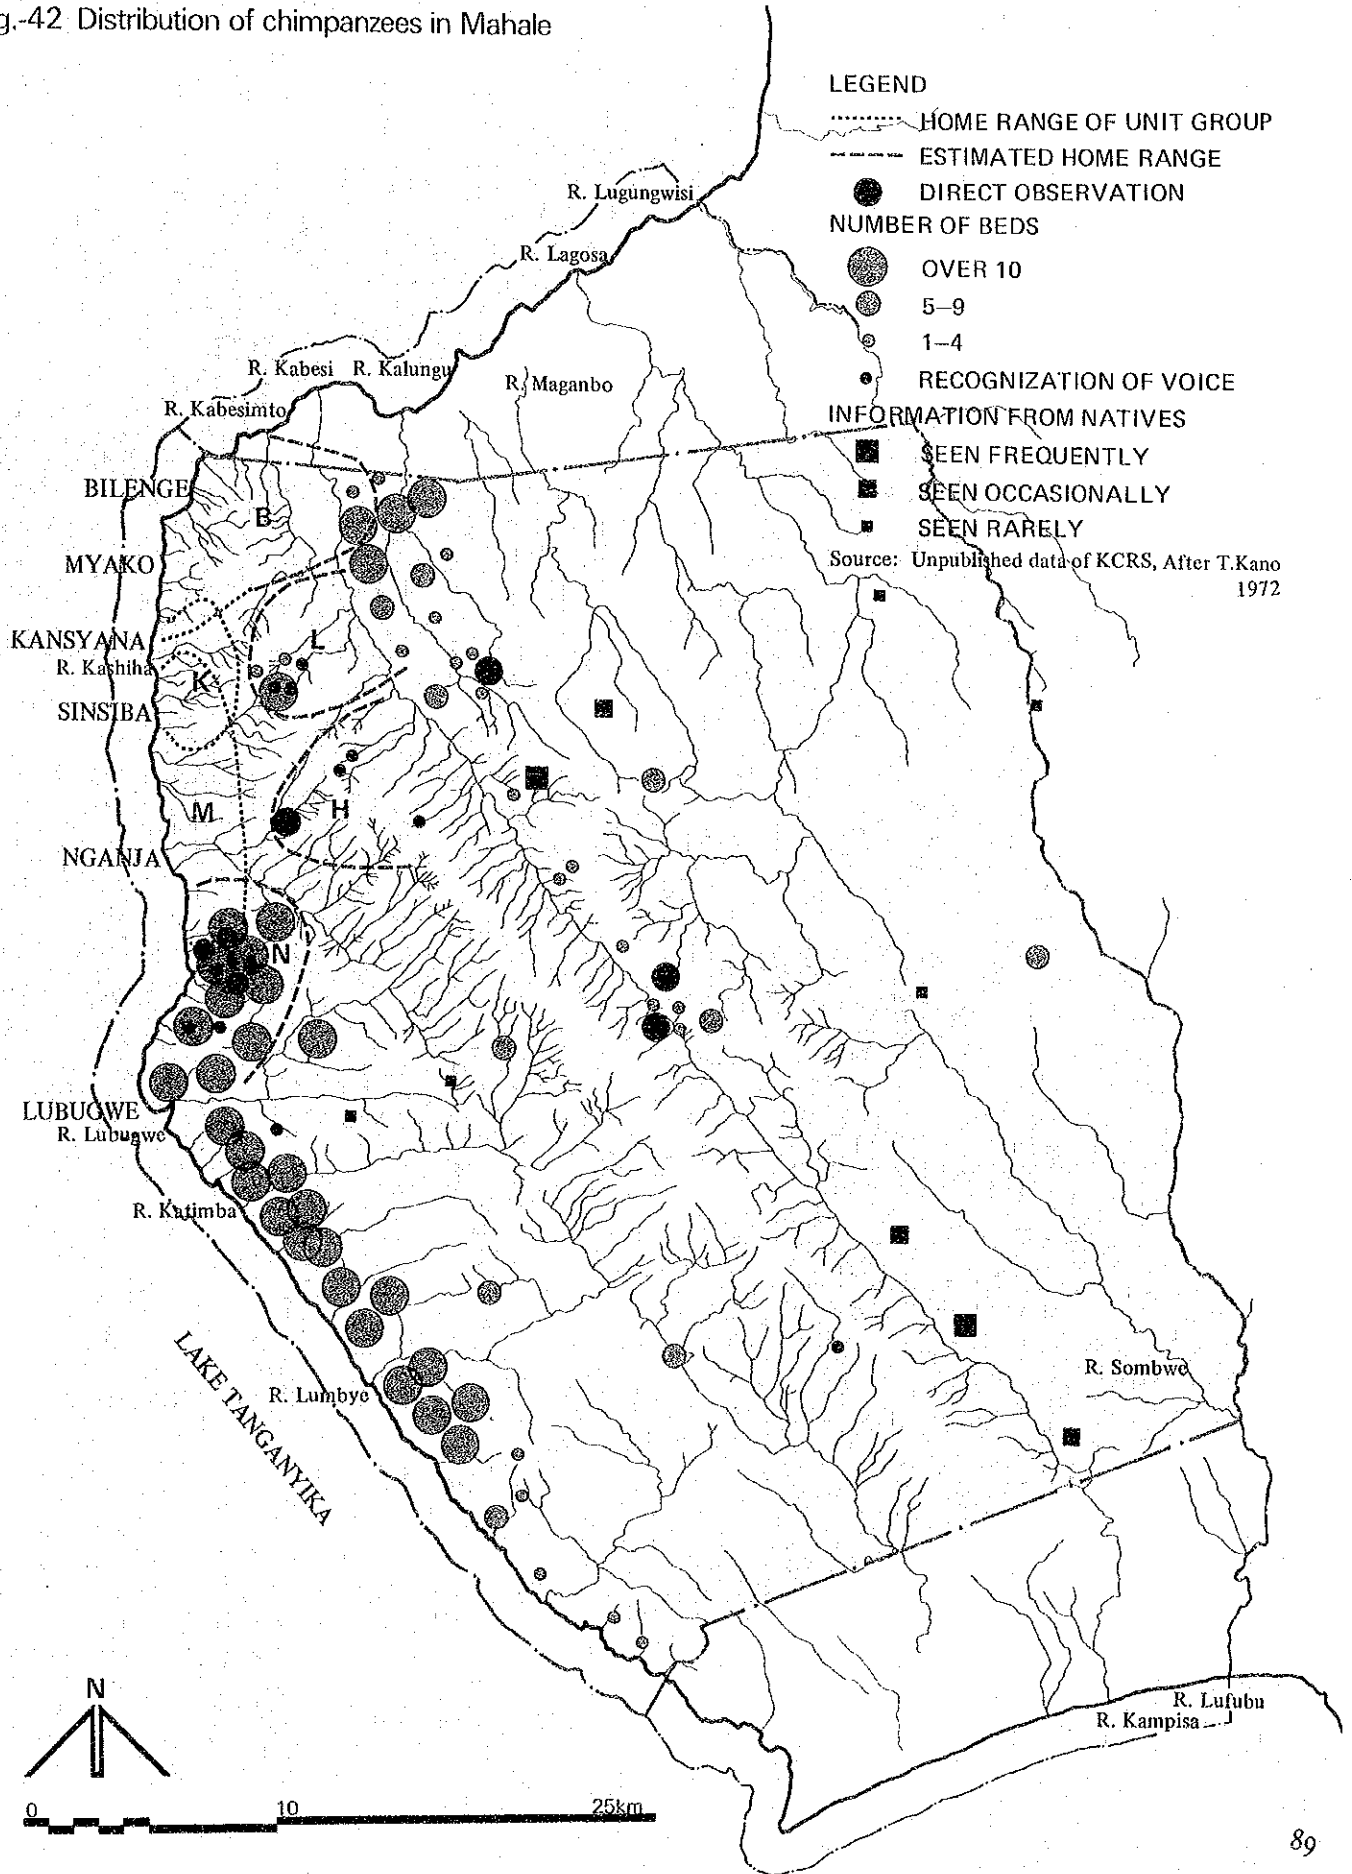 g.-42 Distribution of chimpanzees in Mahale
LEGEND
HOME RANGE OF UNIT GROUP
ESTIMATED HOME RANGE
DIRECT OBSERVATION
NUMBER OF BEDS
OVER 10
5–9
1–4
RECOGNIZATION OF VOICE
INFORMATION FROM NATIVES
SEEN FREQUENTLY
SEEN OCCASIONALLY
SEEN RARELY
Source: Unpublished data of KCRS, After T.Kano
1972
R. Lugungwisi
R. Lagosa
R. Kabesi R. Kalungu
R. Maganbo
R. Kabesimto
BILENGE
B
MYAKO
KANSYANA
L
R. Kashiha
K
SINSIBA
M
H
NGANJA
N
LUBUGWE
R. Lubugwe
R. Katimba
LAKE TANGANYIKA
R. Lumbye
R. Sombwe
N
R. Lufubu
R. Kampisa
0 10 25km
89